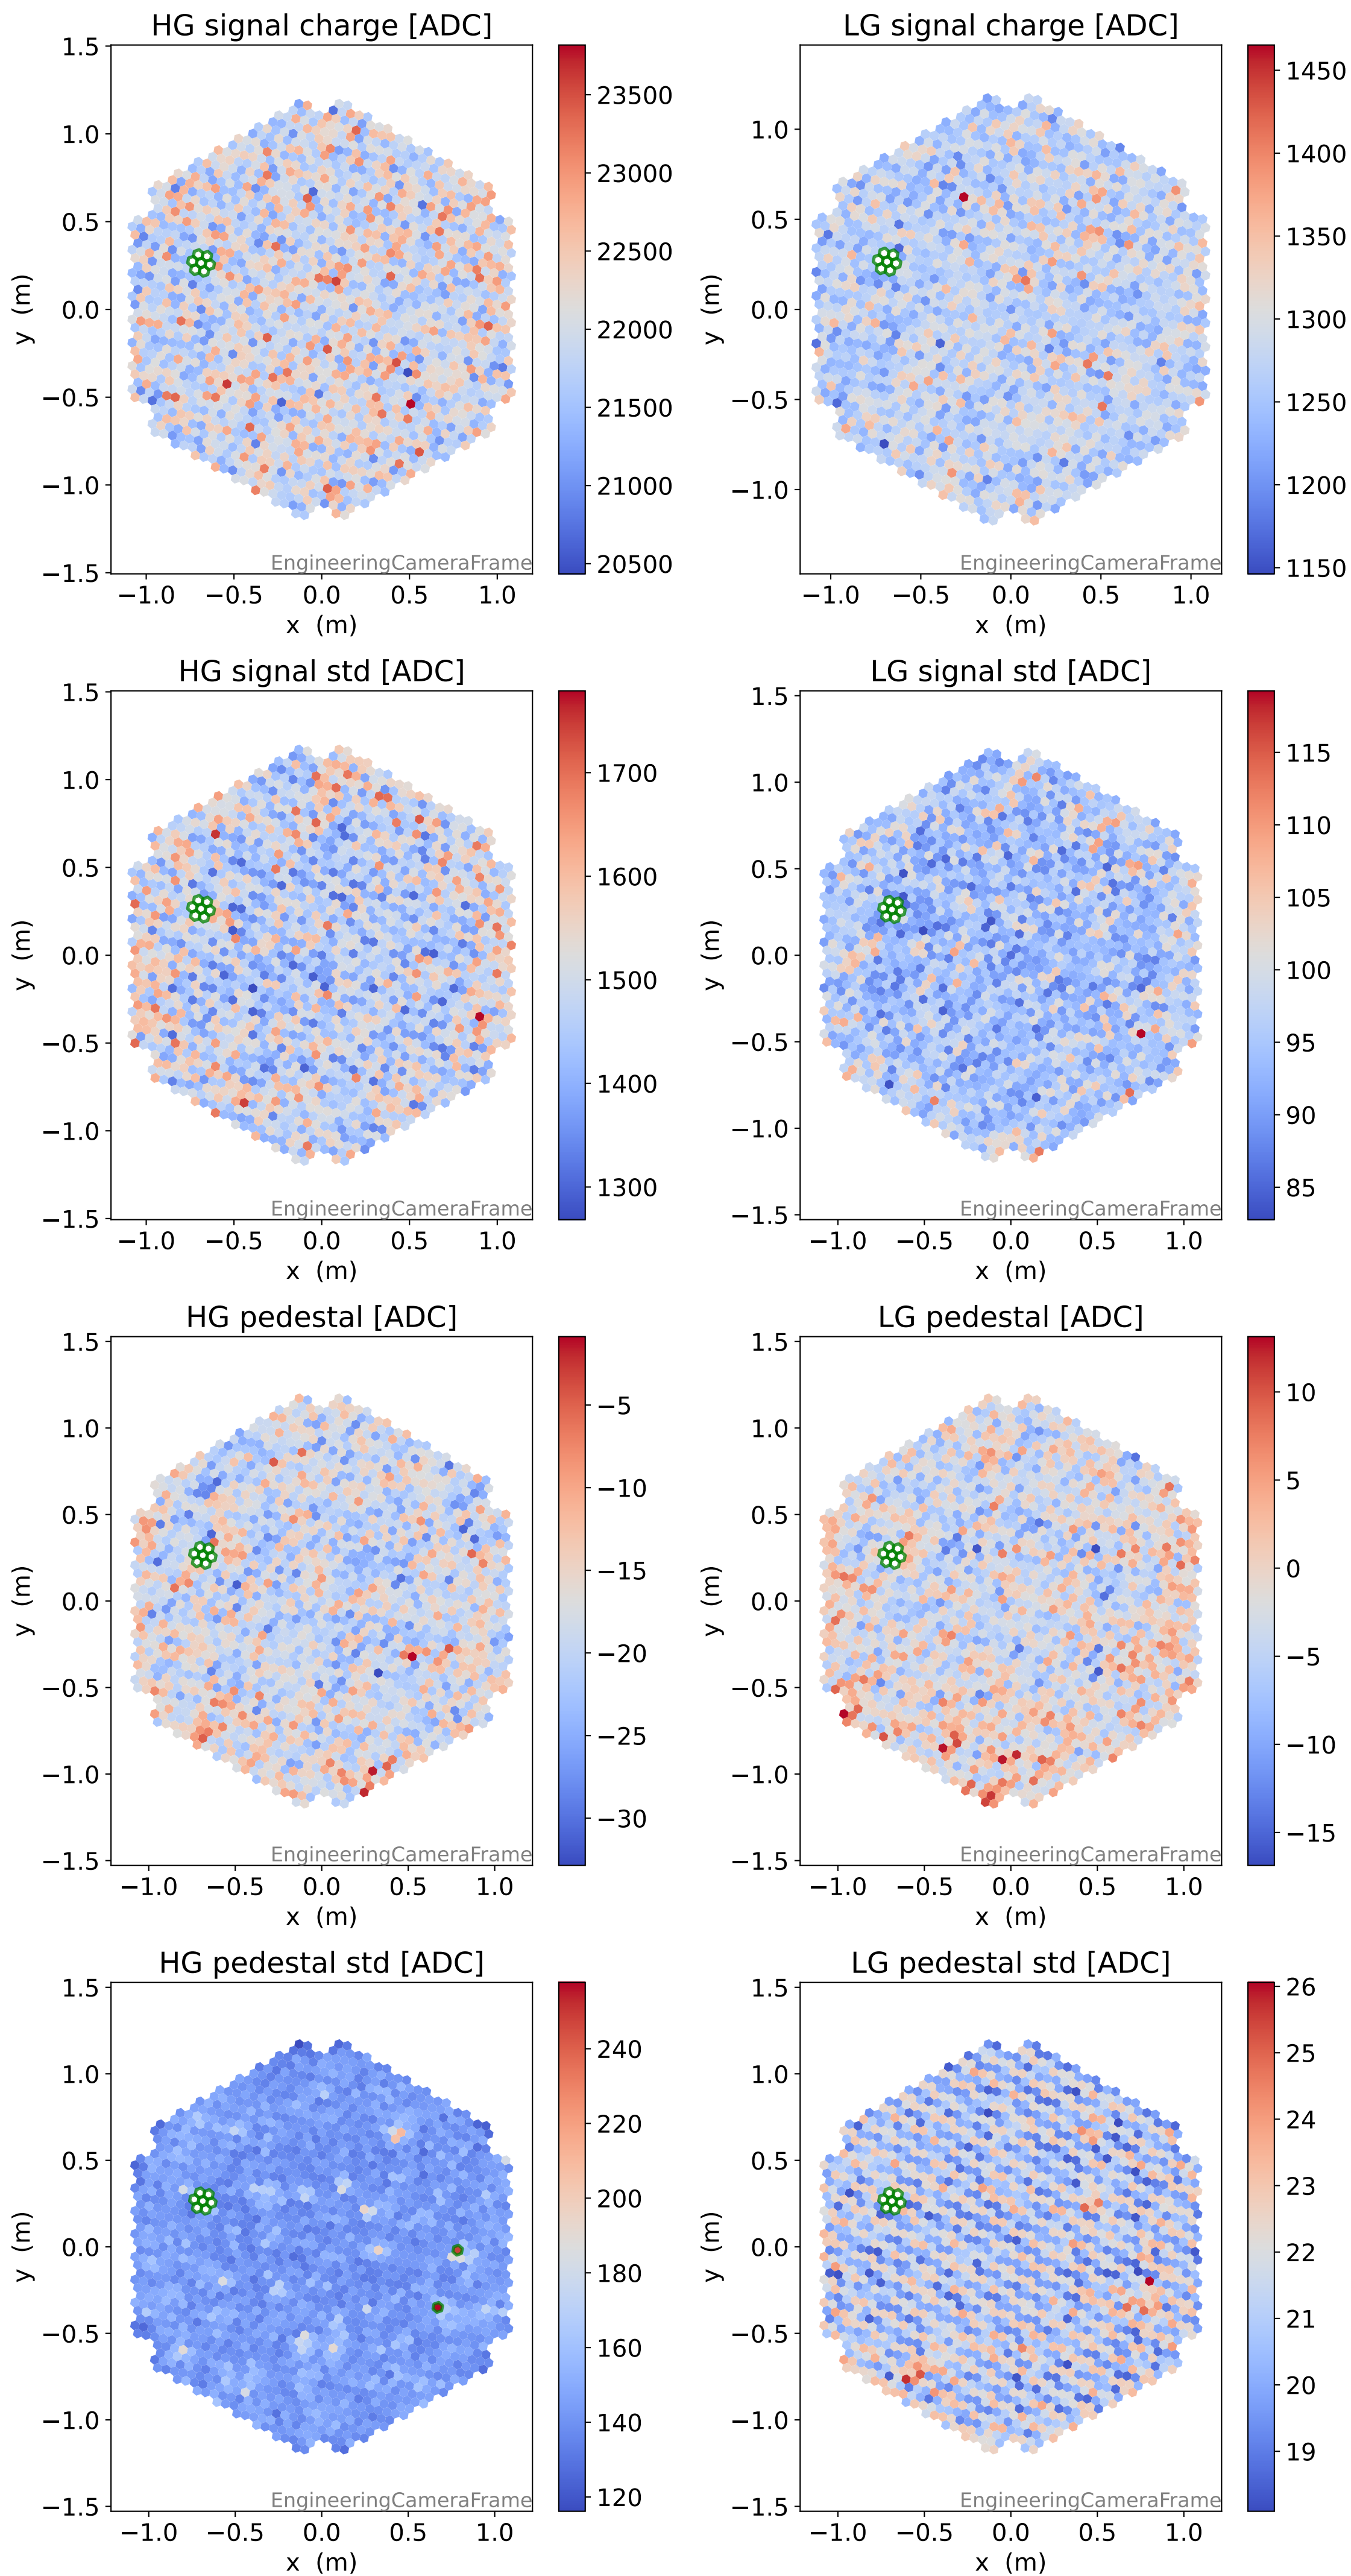 HG signal charge [ADC]
1.5
1.0
0.5
0.0
−0.5
−1.0
−1.5
y (m)
−1.0 −0.5 0.0 0.5 1.0
x (m)
EngineeringCameraFrame
23500
23000
22500
22000
21500
21000
20500
LG signal charge [ADC]
1.0
0.5
0.0
−0.5
−1.0
y (m)
−1.0 −0.5 0.0 0.5 1.0
x (m)
EngineeringCameraFrame
1450
1400
1350
1300
1250
1200
1150
HG signal std [ADC]
1.5
1.0
0.5
0.0
−0.5
−1.0
−1.5
y (m)
−1.0 −0.5 0.0 0.5 1.0
x (m)
EngineeringCameraFrame
1700
1600
1500
1400
1300
LG signal std [ADC]
1.5
1.0
0.5
0.0
−0.5
−1.0
−1.5
y (m)
−1.0 −0.5 0.0 0.5 1.0
x (m)
EngineeringCameraFrame
115
110
105
100
95
90
85
HG pedestal [ADC]
1.5
1.0
0.5
0.0
−0.5
−1.0
−1.5
y (m)
−1.0 −0.5 0.0 0.5 1.0
x (m)
EngineeringCameraFrame
−5
−10
−15
−20
−25
−30
LG pedestal [ADC]
1.5
1.0
0.5
0.0
−0.5
−1.0
−1.5
y (m)
−1.0 −0.5 0.0 0.5 1.0
x (m)
EngineeringCameraFrame
10
5
0
−5
−10
−15
HG pedestal std [ADC]
1.5
1.0
0.5
0.0
−0.5
−1.0
−1.5
y (m)
−1.0 −0.5 0.0 0.5 1.0
x (m)
EngineeringCameraFrame
240
220
200
180
160
140
120
LG pedestal std [ADC]
1.5
1.0
0.5
0.0
−0.5
−1.0
−1.5
y (m)
−1.0 −0.5 0.0 0.5 1.0
x (m)
EngineeringCameraFrame
26
25
24
23
22
21
20
19